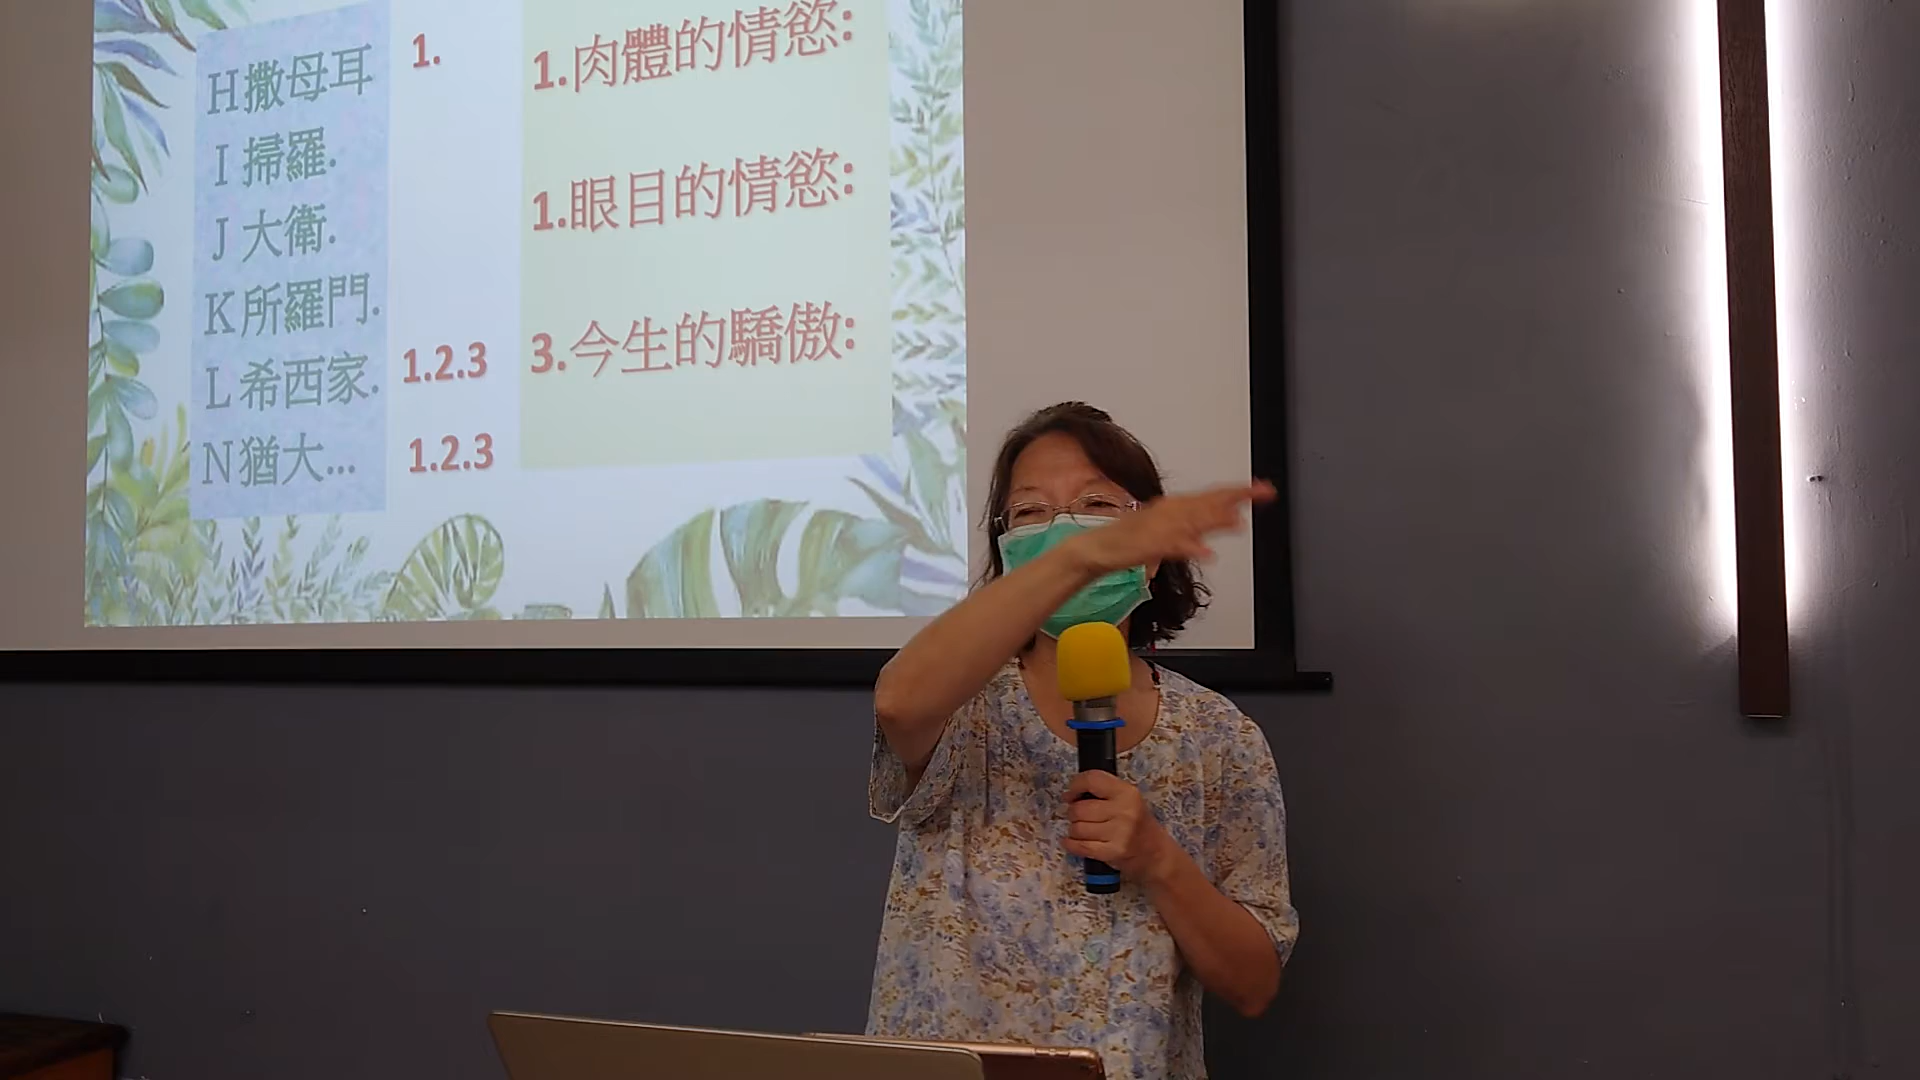 H撒母耳 1.
I 掃羅.
J 大衛.
K所羅門.
L 希西家. 1.2.3
N猶大... 1.2.3
1.肉體的情慾:
1.眼目的情慾:
3.今生的驕傲: